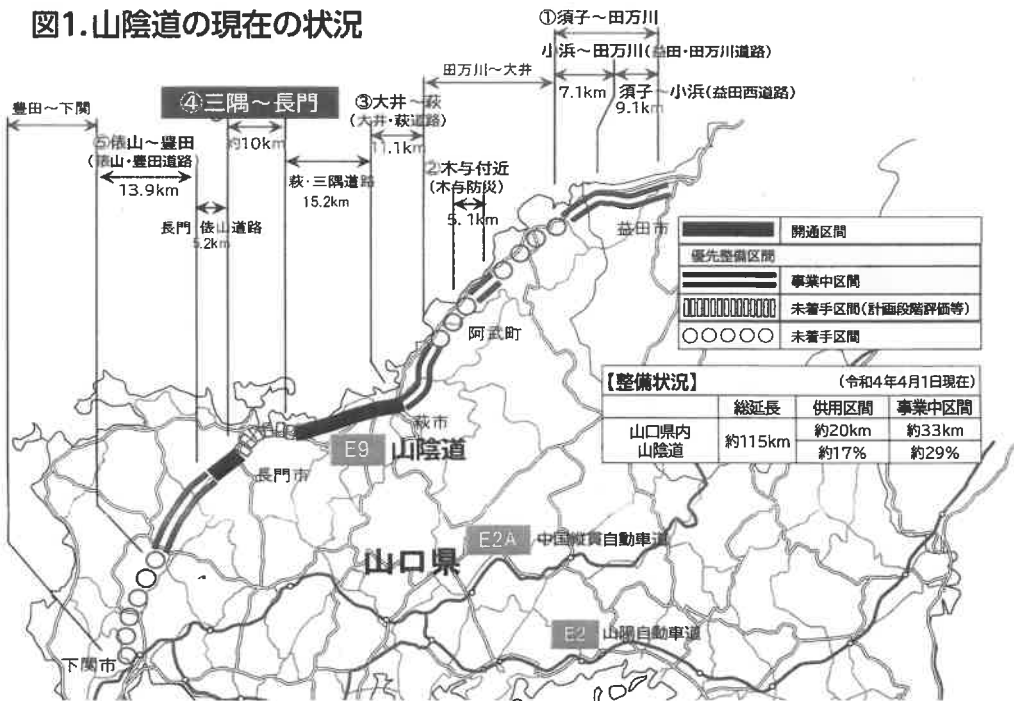 図1.山陰道の現在の状況
①須子～田万川
小浜～田万川(益田・田万川道路)
7.1km
須子～小浜(益田西道路)
9.1km
田万川～大井
③大井～萩
(大井・萩道路)
11.1km
②木与付近
(木与防災)
5.1km
④三隅～長門
約10km
萩・三隅道路
15.2km
豊田～下関
⑤俵山～豊田
(俵山・豊田道路)
13.9km
長門 俵山道路
5.2km
益田市
阿武町
萩市
長門市
下関市
E9 山陰道
山口県
E2A 中国縦貫自動車道
E2 山陽自動車道
開通区間
優先整備区間
事業中区間
未着手区間(計画段階評価等)
未着手区間
【整備状況】 (令和4年4月1日現在)
総延長 供用区間 事業中区間
山口県内
山陰道
約115km 約20km 約33km
約17% 約29%